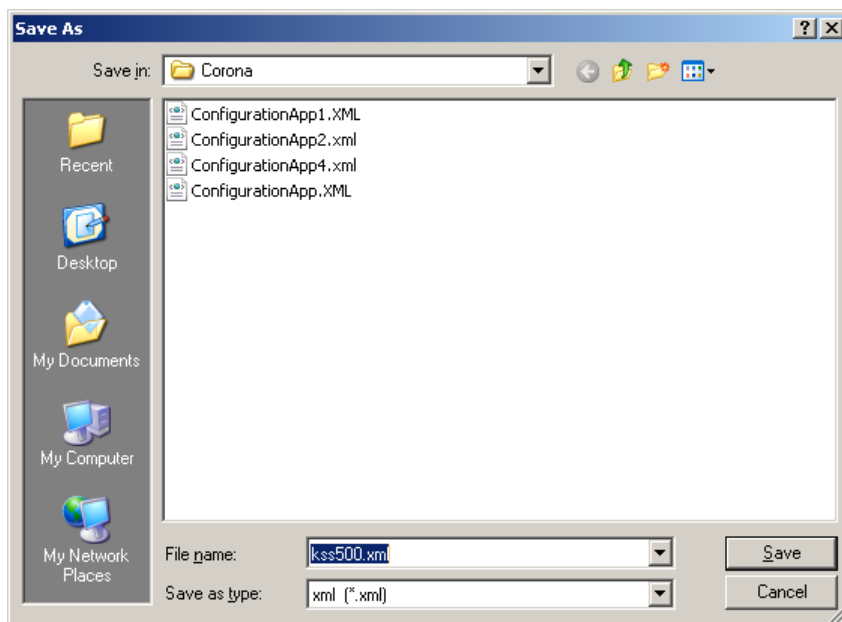 Save As
Save in: Corona
ConfigurationApp1.XML
ConfigurationApp2.xml
ConfigurationApp4.xml
ConfigurationApp.XML
Recent
Desktop
My Documents
My Computer
My Network
Places
File name: kss500.xml Save
Save as type: xml (*.xml) Cancel